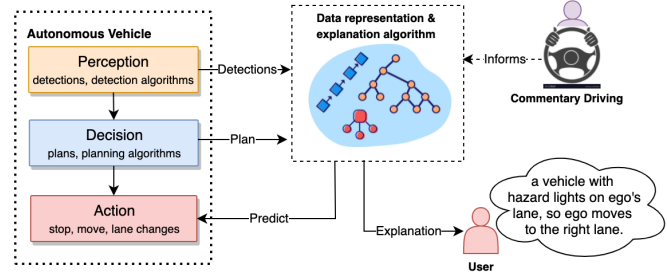 Autonomous Vehicle
Perception
detections, detection algorithms
Decision
plans, planning algorithms
Action
stop, move, lane changes
Detections
Plan
Predict
Data representation &
explanation algorithm
Informs
Commentary Driving
Explanation
User
a vehicle with
hazard lights on ego's
lane, so ego moves
to the right lane.